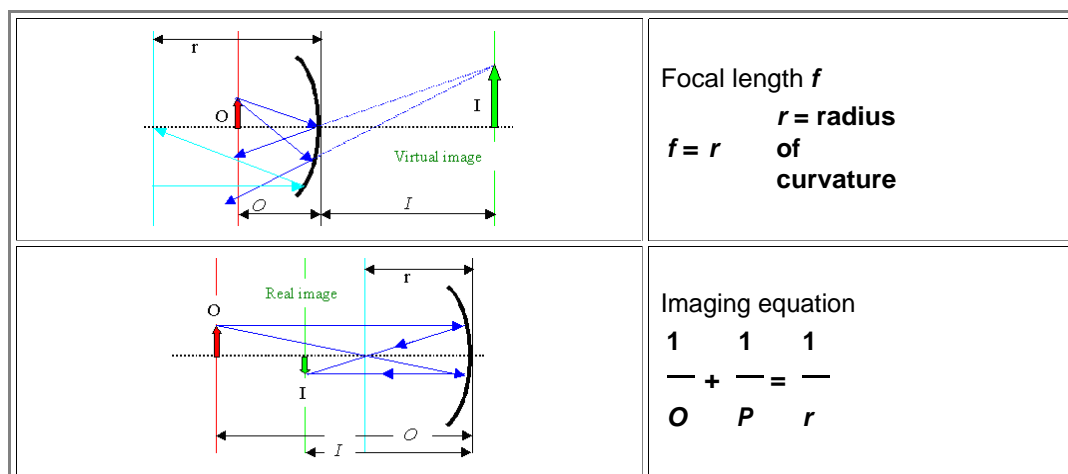 r
O
I
Virtual image
O
I
Focal length f
r = radius
f = r of
curvature
r
Real image
O
I
O
I
Imaging equation
1 1 1
— + — = —
O P r